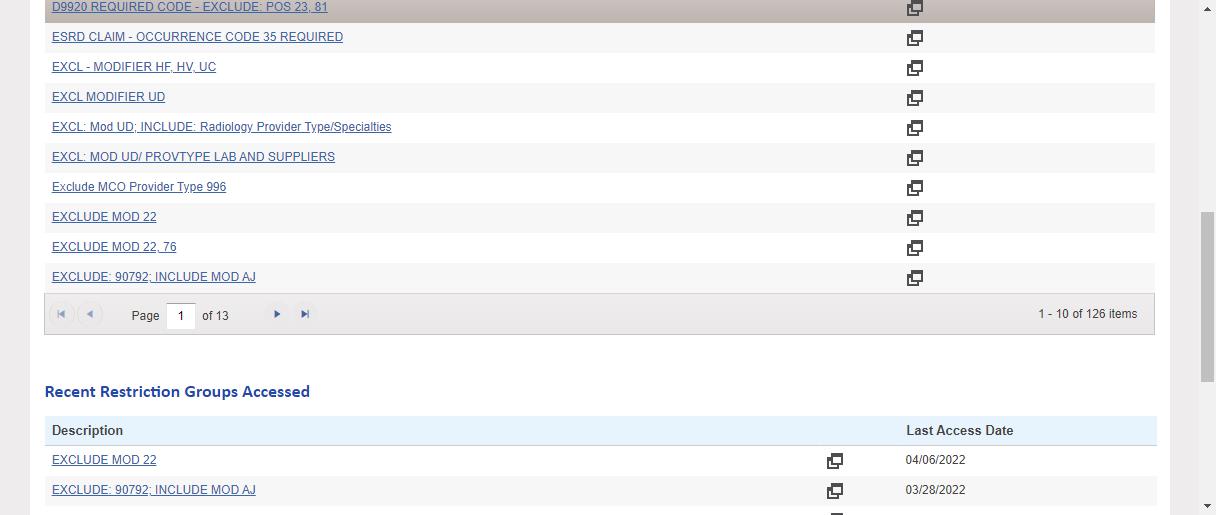 D9920 REQUIRED CODE - EXCLUDE: POS 23, 81
ESRD CLAIM - OCCURRENCE CODE 35 REQUIRED
EXCL - MODIFIER HF, HV, UC
EXCL MODIFIER UD
EXCL: Mod UD; INCLUDE: Radiology Provider Type/Specialties
EXCL: MOD UD/ PROVTYPE LAB AND SUPPLIERS
Exclude MCO Provider Type 996
EXCLUDE MOD 22
EXCLUDE MOD 22, 76
EXCLUDE: 90792; INCLUDE MOD AJ
Page 1 of 13 1 - 10 of 126 items
Recent Restriction Groups Accessed
Description Last Access Date
EXCLUDE MOD 22 04/06/2022
EXCLUDE: 90792; INCLUDE MOD AJ 03/28/2022